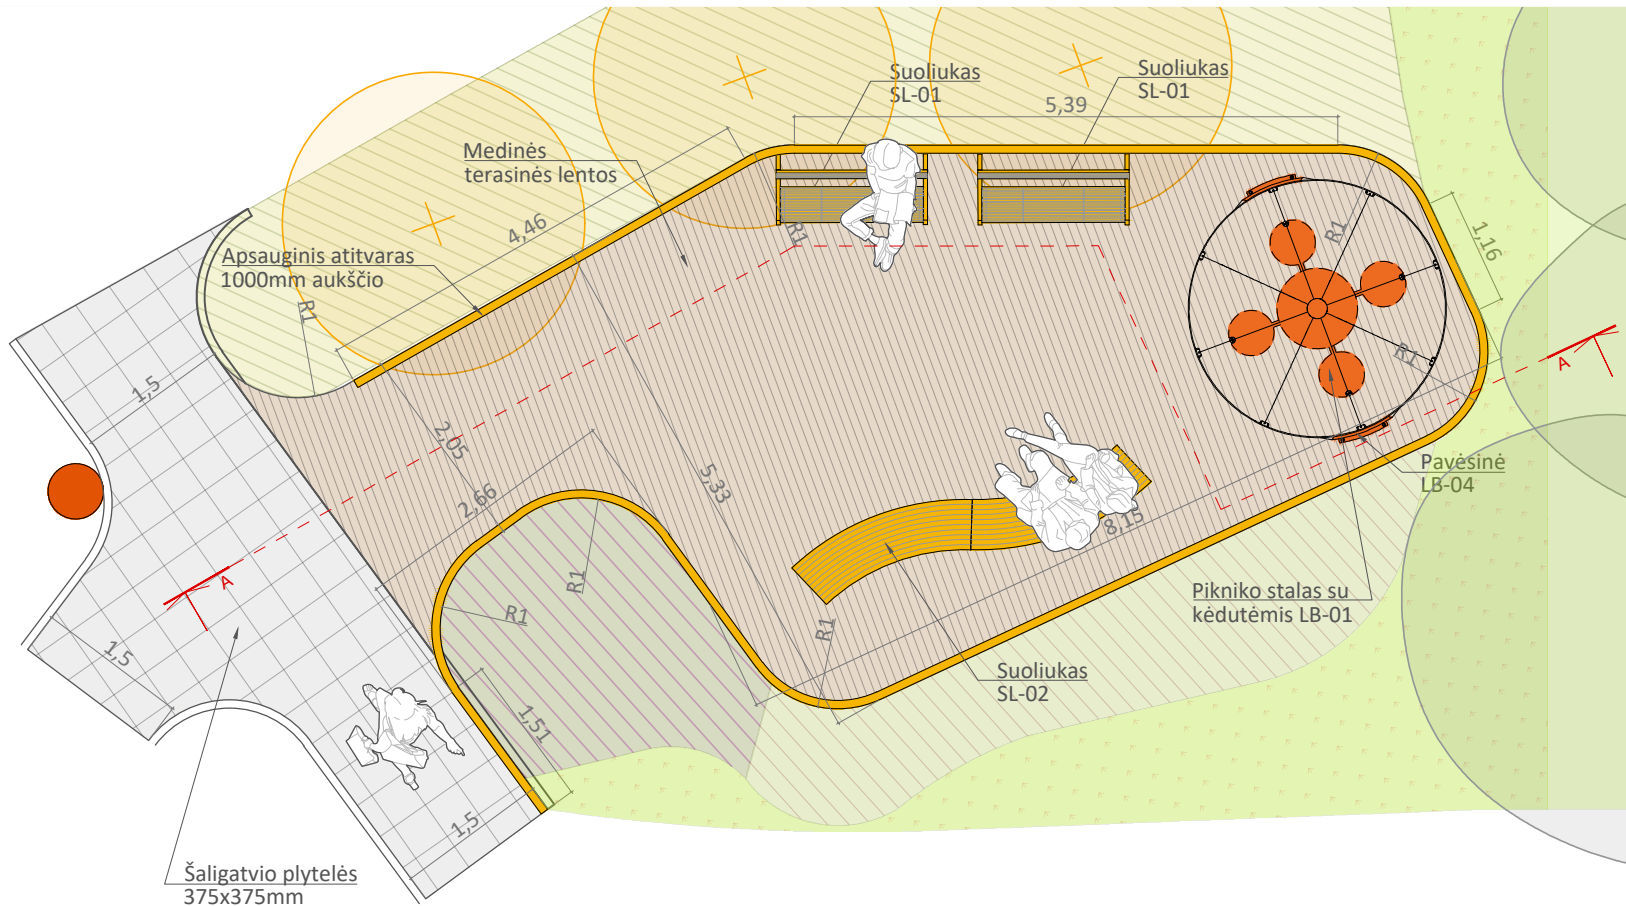 Suoliukas
SL-01
Suoliukas
SL-01
5,39
Medinės
terasinės lentos
4,46
R1
R1
1,16
Apsauginis atitvaras
1000mm aukščio
R1
R1
A
1,5
2,05
5,33
2,66
8,15
Pavėsinė
LB-04
A
R1
R1
R1
Pikniko stalas su
kėdutėmis LB-01
1,5
Suoliukas
SL-02
1,51
1,5
Šaligatvio plytelės
375x375mm